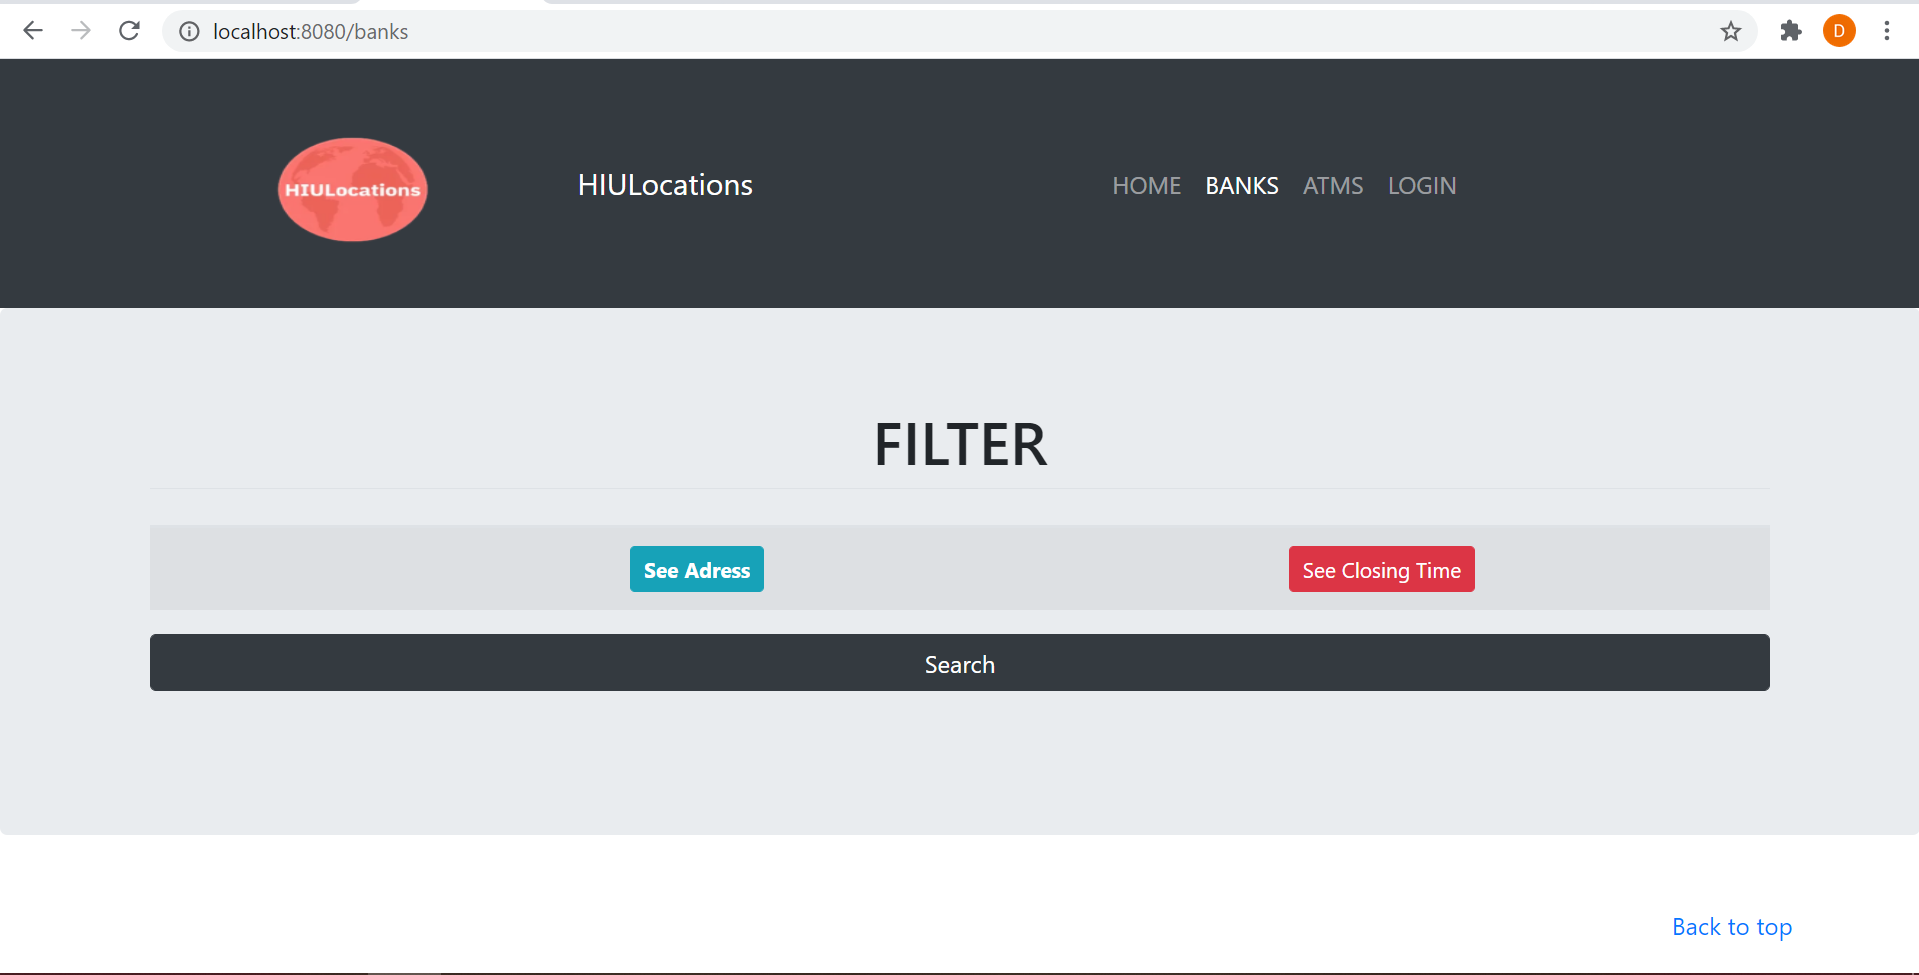 localhost:8080/banks
D
HIULocations
HIULocations
HOME BANKS ATMS LOGIN
FILTER
See Adress
See Closing Time
Search
Back to top